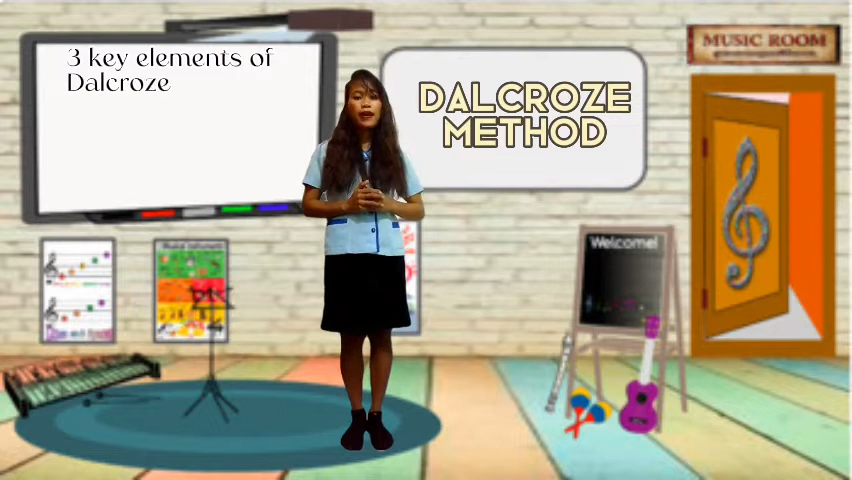 3 key elements of
Dalcroze
DALCROZE
METHOD
MUSIC ROOM
Welcome!